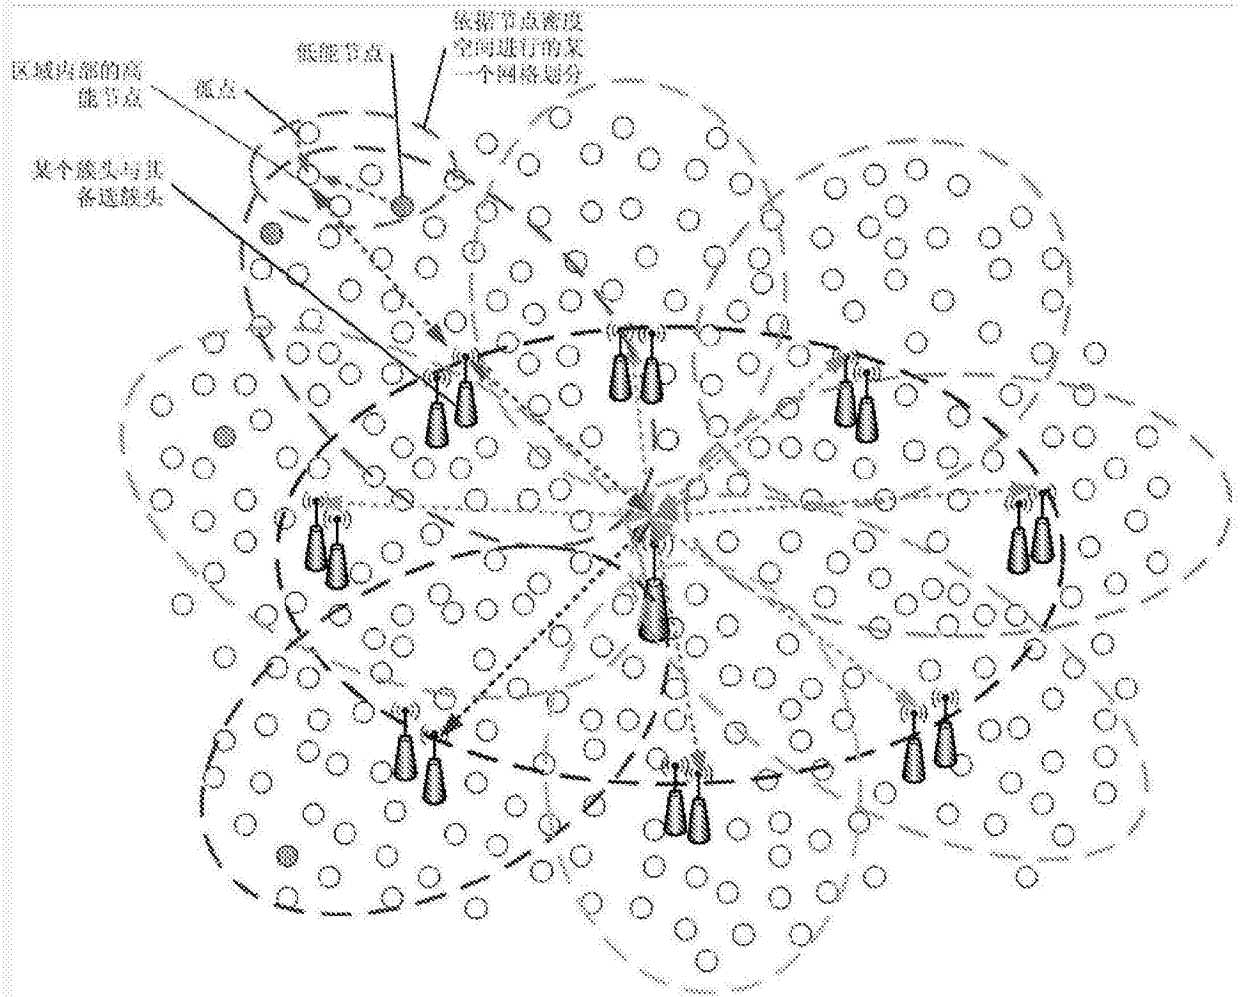 依据节点密度
空间进行的某
一个网格划分
低能节点
区域内部的高
能节点
孤点
某个簇头与其
备选簇头